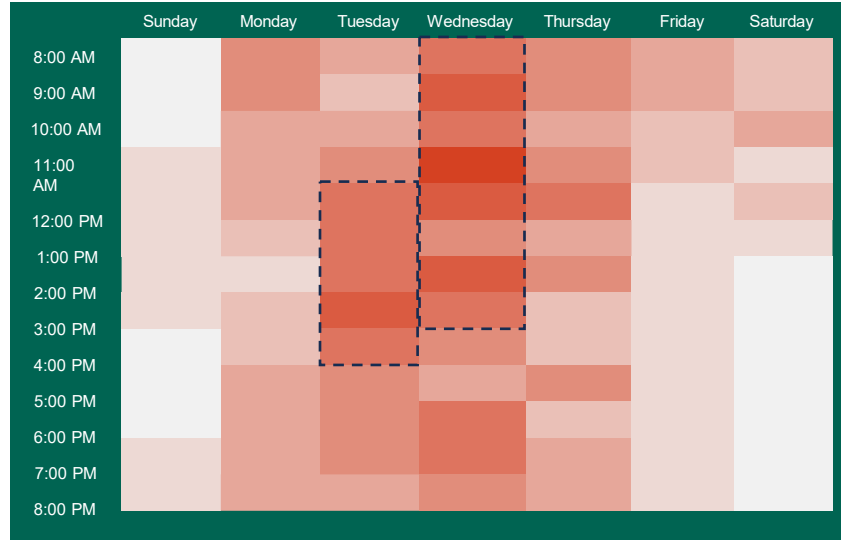 Sunday Monday Tuesday Wednesday Thursday Friday Saturday
8:00 AM
9:00 AM
10:00 AM
11:00
AM
12:00 PM
1:00 PM
2:00 PM
3:00 PM
4:00 PM
5:00 PM
6:00 PM
7:00 PM
8:00 PM